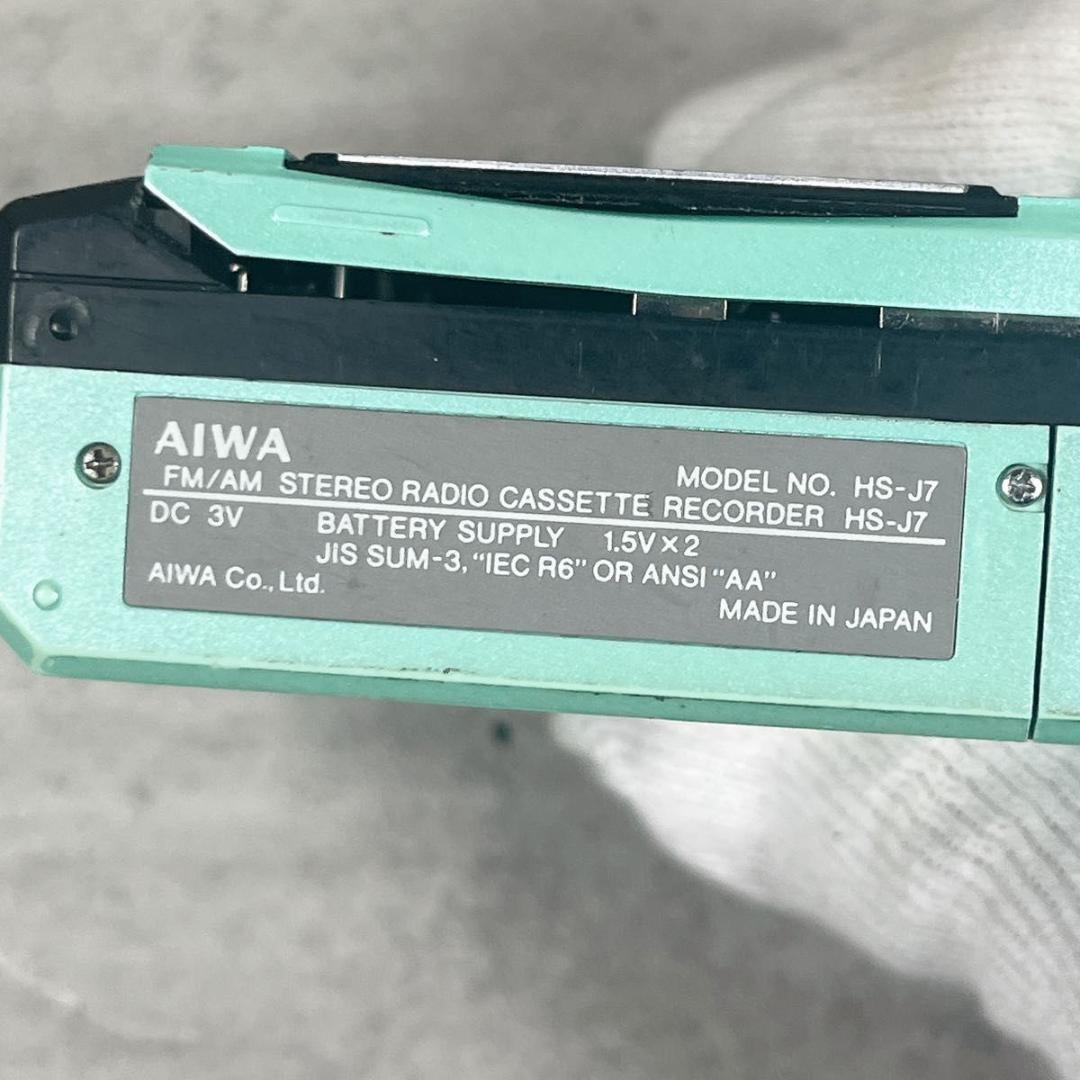 AIWA
MODEL NO. HS-J7
FM/AM STEREO RADIO CASSETTE RECORDER HS-J7
DC 3V BATTERY SUPPLY 1.5V×2
JIS SUM-3, "IEC R6" OR ANSI "AA"
AIWA Co., Ltd.
MADE IN JAPAN